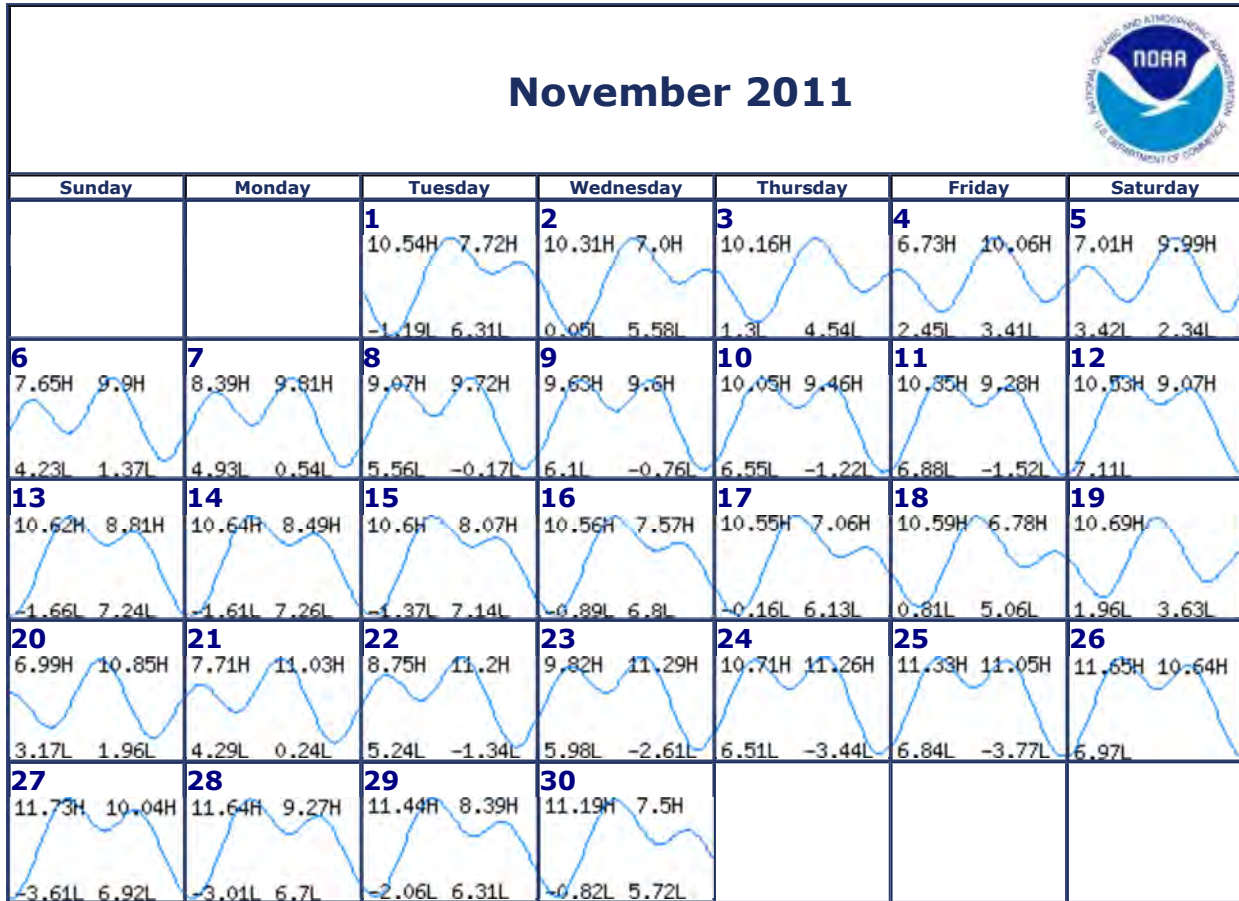 November 2011
NATIONAL OCEANIC AND ATMOSPHERIC ADMINISTRATION
NOAA
U.S. DEPARTMENT OF COMMERCE
Sunday Monday Tuesday Wednesday Thursday Friday Saturday
1 2 3 4 5
10.54H 7.72H 10.31H 7.0H 10.16H 6.73H 10.06H 7.01H 9.99H
-1.19L 6.31L 0.05L 5.58L 1.3L 4.54L 2.45L 3.41L 3.42L 2.34L
6 7 8 9 10 11 12
7.65H 9.9H 8.39H 9.81H 9.07H 9.72H 9.63H 9.6H 10.05H 9.46H 10.35H 9.28H 10.53H 9.07H
4.23L 1.37L 4.93L 0.54L 5.56L -0.17L 6.1L -0.76L 6.55L -1.22L 6.88L -1.52L 7.11L
13 14 15 16 17 18 19
10.62H 8.81H 10.64H 8.49H 10.6H 8.07H 10.56H 7.57H 10.55H 7.06H 10.59H 6.78H 10.69H
-1.66L 7.24L -1.61L 7.26L -1.37L 7.14L -0.89L 6.8L -0.16L 6.13L 0.81L 5.06L 1.96L 3.63L
20 21 22 23 24 25 26
6.99H 10.85H 7.71H 11.03H 8.75H 11.2H 9.82H 11.29H 10.71H 11.26H 11.33H 11.05H 11.65H 10.64H
3.17L 1.96L 4.29L 0.24L 5.24L -1.34L 5.98L -2.61L 6.51L -3.44L 6.84L -3.77L 6.97L
27 28 29 30
11.73H 10.04H 11.64H 9.27H 11.44H 8.39H 11.19H 7.5H
-3.61L 6.92L -3.01L 6.7L -2.06L 6.31L -0.82L 5.72L